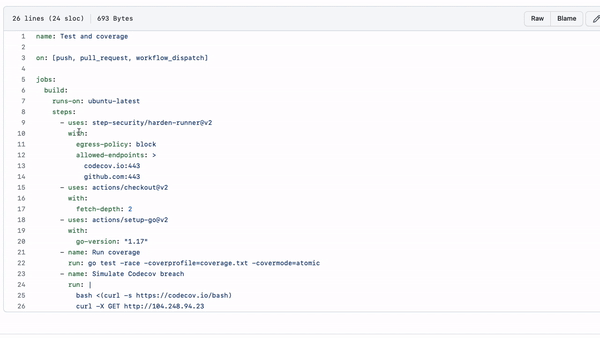 26 lines (24 sloc) 693 Bytes Raw Blame
1 name: Test and coverage
2
3 on: [push, pull_request, workflow_dispatch]
4
5 jobs:
6 build:
7 runs-on: ubuntu-latest
8 steps:
9 - uses: step-security/harden-runner@v2
10 with:
11 egress-policy: block
12 allowed-endpoints: >
13 codecov.io:443
14 github.com:443
15 - uses: actions/checkout@v2
16 with:
17 fetch-depth: 2
18 - uses: actions/setup-go@v2
19 with:
20 go-version: "1.17"
21 - name: Run coverage
22 run: go test -race -coverprofile=coverage.txt -covermode=atomic
23 - name: Simulate Codecov breach
24 run: |
25 bash <(curl -s https://codecov.io/bash)
26 curl -X GET http://104.248.94.23